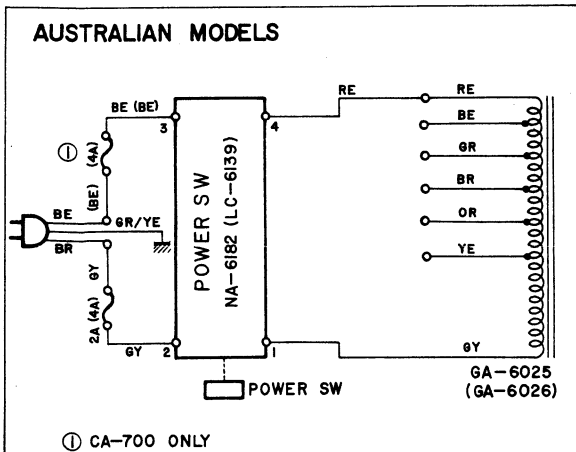 AUSTRALIAN MODELS
BE (BE)
3
4
RE
RE
BE
GR
BR
OR
YE
GY
①
(4A)
(BE)
BE
GR/YE
BR
GY
2A (4A)
GY
2
1
POWER SW
NA-6182 (LC-6139)
POWER SW
GA-6025
(GA-6026)
① CA-700 ONLY